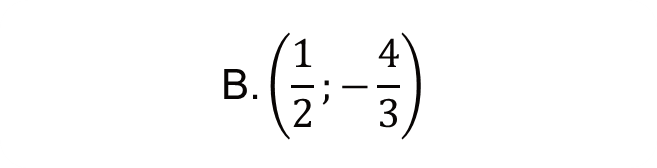 B. (1/2; −4/3)